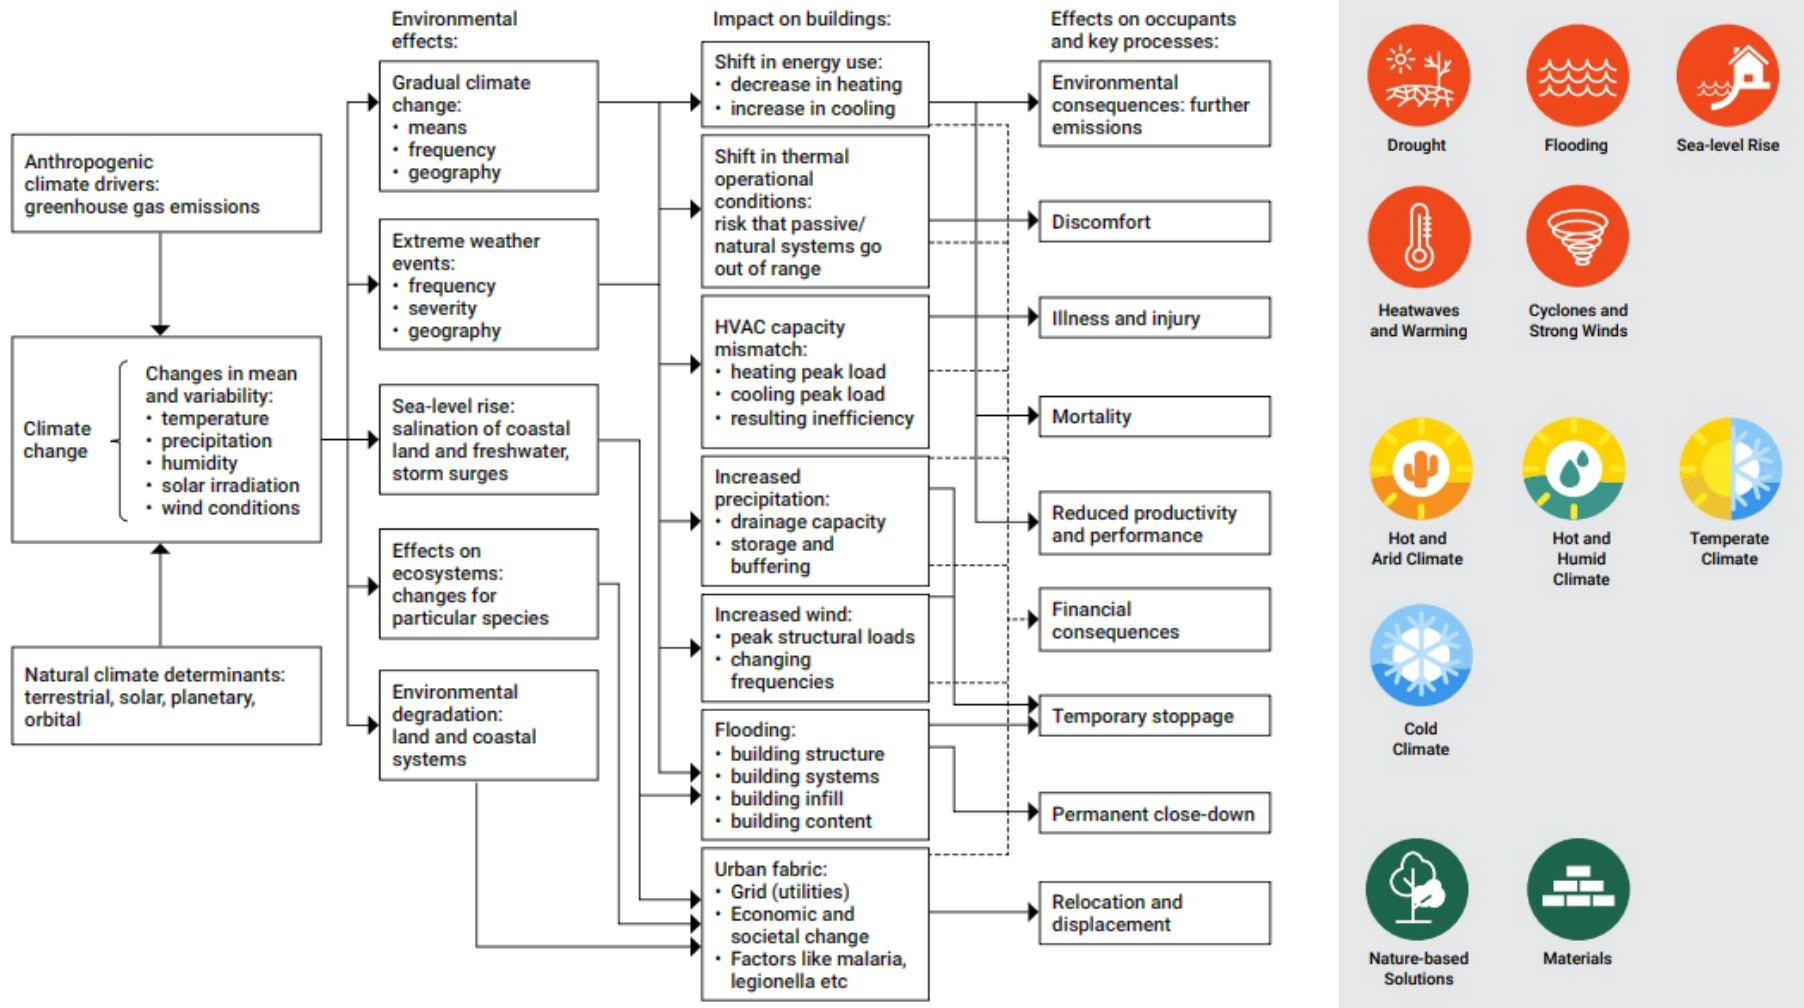 Environmental
effects:
Impact on buildings:
Effects on occupants
and key processes:
Anthropogenic
climate drivers:
greenhouse gas emissions
Climate
change
Changes in mean
and variability:
• temperature
• precipitation
• humidity
• solar irradiation
• wind conditions
Natural climate determinants:
terrestrial, solar, planetary,
orbital
Gradual climate
change:
• means
• frequency
• geography
Extreme weather
events:
• frequency
• severity
• geography
Sea-level rise:
salination of coastal
land and freshwater,
storm surges
Effects on
ecosystems:
changes for
particular species
Environmental
degradation:
land and coastal
systems
Shift in energy use:
• decrease in heating
• increase in cooling
Shift in thermal
operational
conditions:
risk that passive/
natural systems go
out of range
HVAC capacity
mismatch:
• heating peak load
• cooling peak load
• resulting inefficiency
Increased
precipitation:
• drainage capacity
• storage and
buffering
Increased wind:
• peak structural loads
• changing
frequencies
Flooding:
• building structure
• building systems
• building infill
• building content
Urban fabric:
• Grid (utilities)
• Economic and
societal change
• Factors like malaria,
legionella etc
Environmental
consequences: further
emissions
Discomfort
Illness and injury
Mortality
Reduced productivity
and performance
Financial
consequences
Temporary stoppage
Permanent close-down
Relocation and
displacement
Drought
Flooding
Sea-level Rise
Heatwaves
and Warming
Cyclones and
Strong Winds
Hot and
Arid Climate
Hot and
Humid
Climate
Temperate
Climate
Cold
Climate
Nature-based
Solutions
Materials